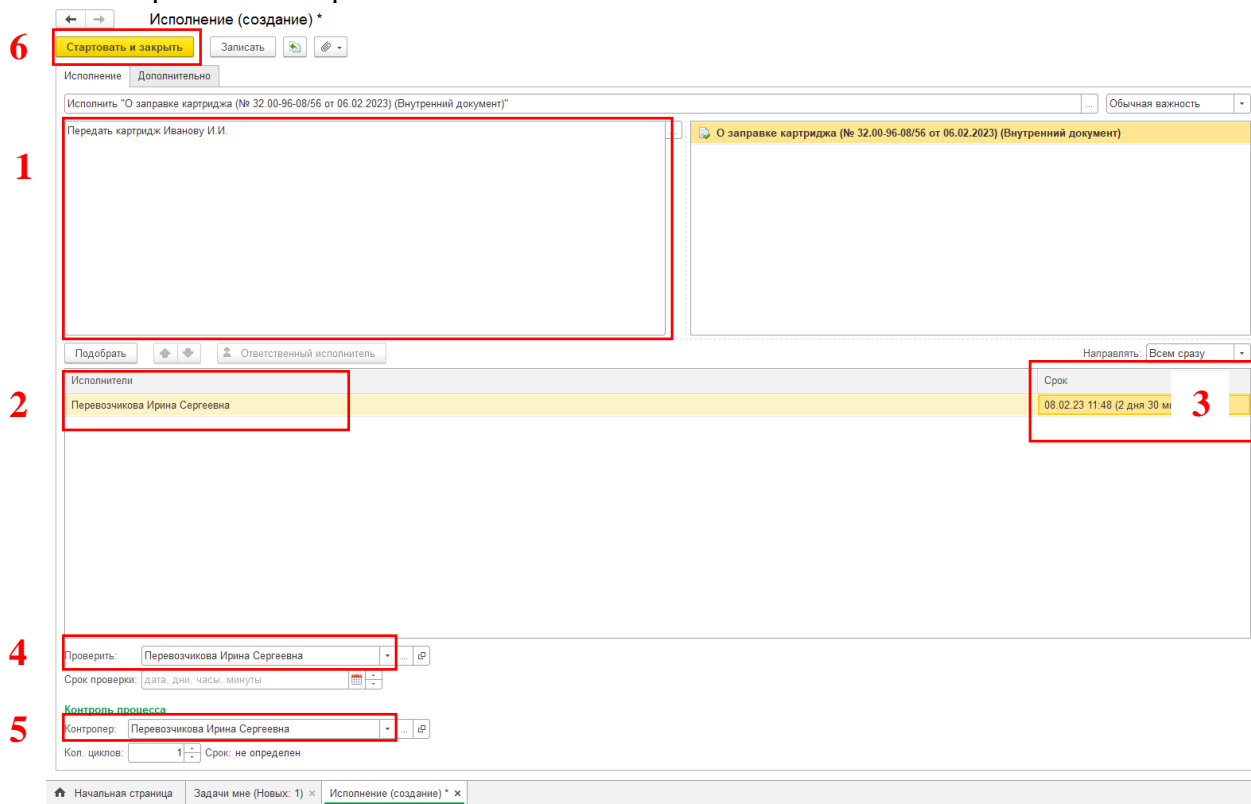 Исполнение (создание) *
6
Стартовать и закрыть Записать
Исполнение Дополнительно
Исполнить "О заправке картриджа (№ 32.00-96-08/56 от 06.02.2023) (Внутренний документ)" ... Обычная важность
1
Передать картридж Иванову И.И. ...
О заправке картриджа (№ 32.00-96-08/56 от 06.02.2023) (Внутренний документ)
Подобрать Ответственный исполнитель Направлять: Всем сразу
2
Исполнители Срок
Перевозчикова Ирина Сергеевна 08.02.23 11:48 (2 дня 30
3
4
Проверить: Перевозчикова Ирина Сергеевна ...
Срок проверки: дата, дни, часы, минуты
Контроль процесса
5
Контролер: Перевозчикова Ирина Сергеевна ...
Кол. циклов: 1 Срок: не определен
Начальная страница Задачи мне (Новых: 1) × Исполнение (создание) * ×